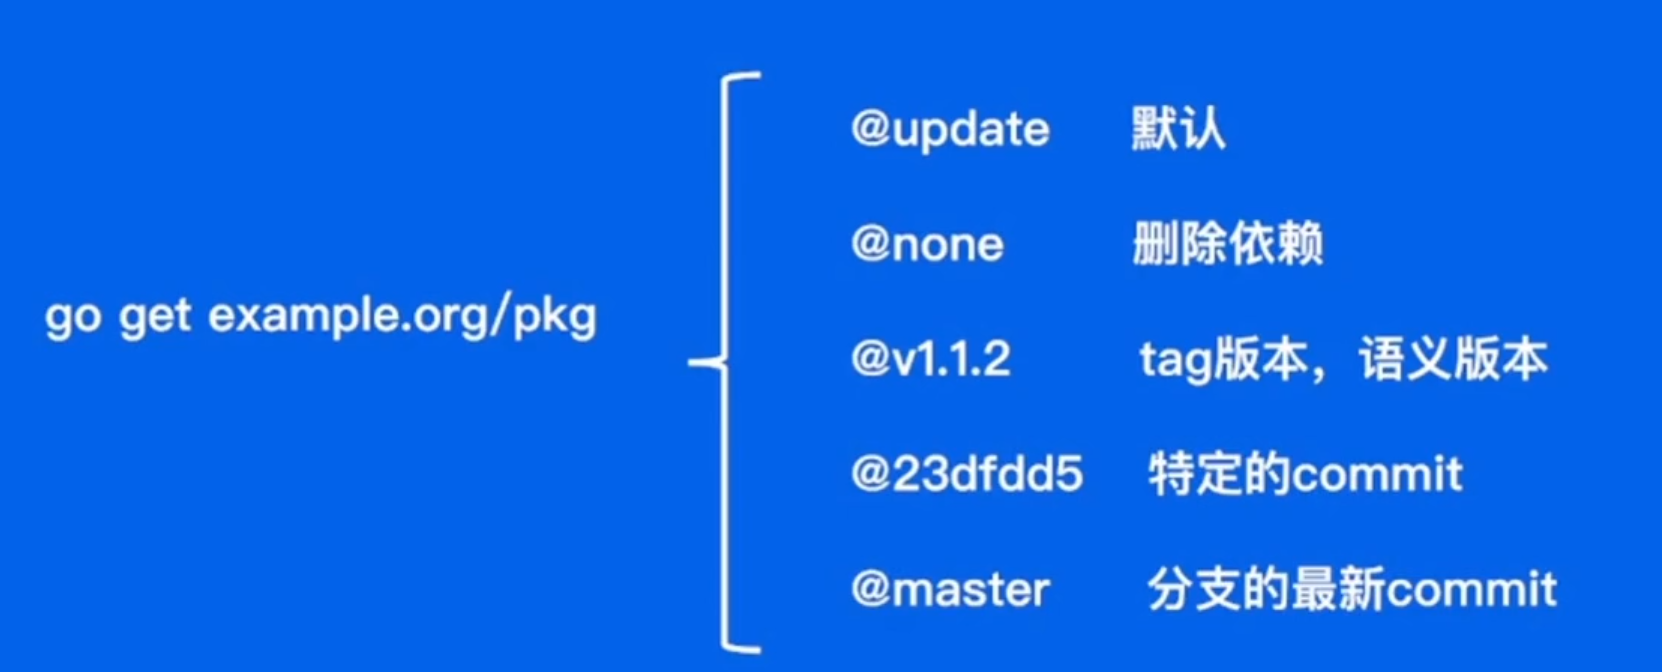 go get example.org/pkg
@update 默认
@none 删除依赖
@v1.1.2 tag版本，语义版本
@23dfdd5 特定的commit
@master 分支的最新commit